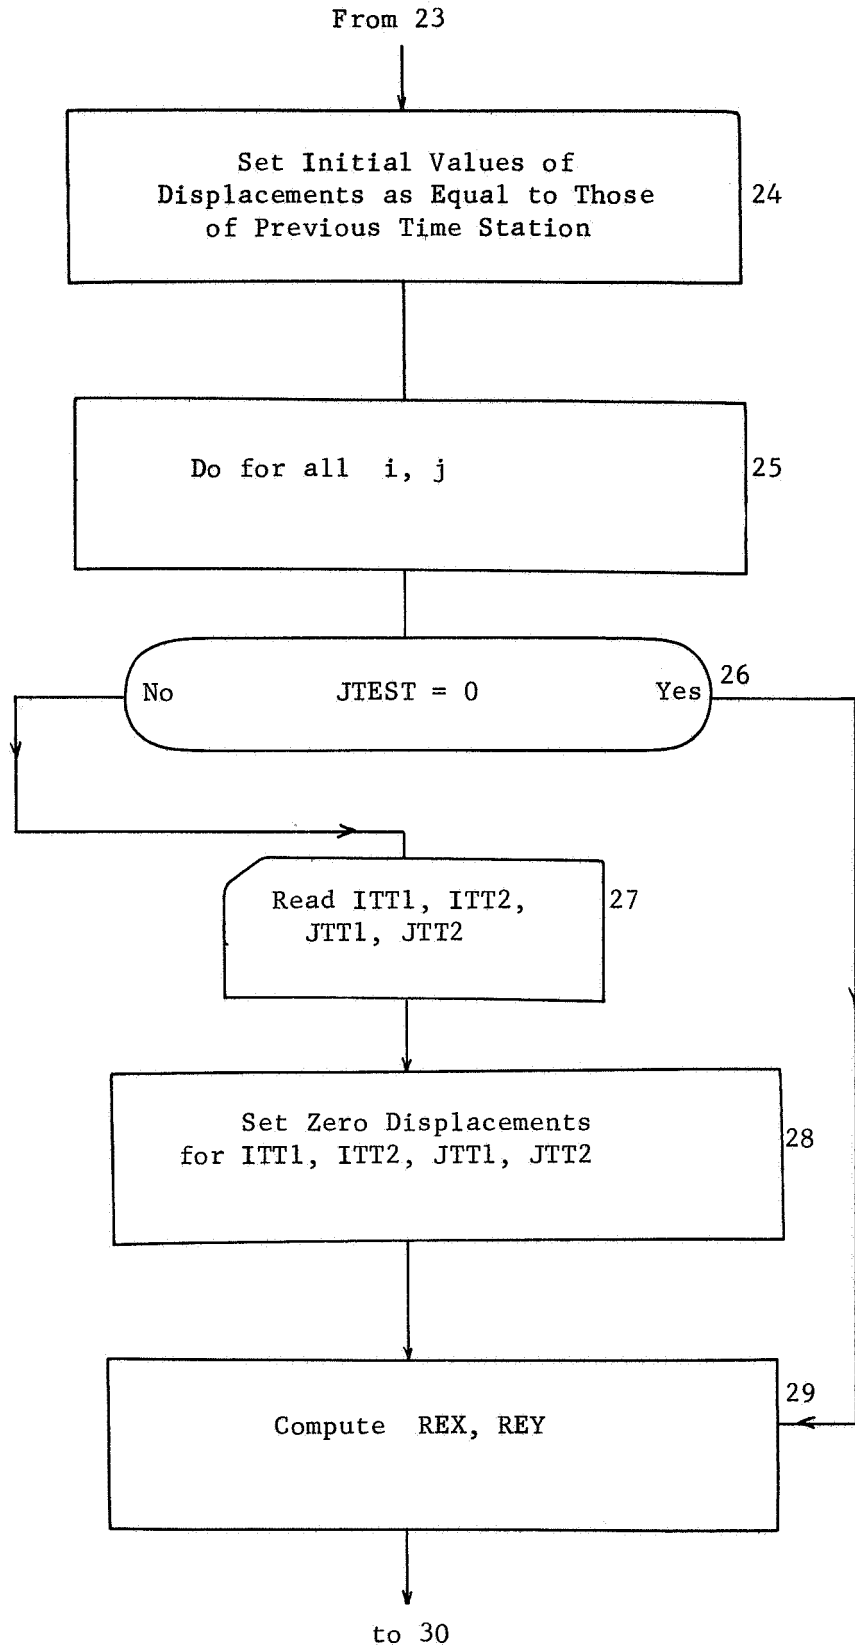 From 23
Set Initial Values of
Displacements as Equal to Those
of Previous Time Station
24
Do for all i, j
25
No
JTEST = 0
Yes
26
Read ITT1, ITT2,
JTT1, JTT2
27
Set Zero Displacements
for ITT1, ITT2, JTT1, JTT2
28
Compute REX, REY
29
to 30